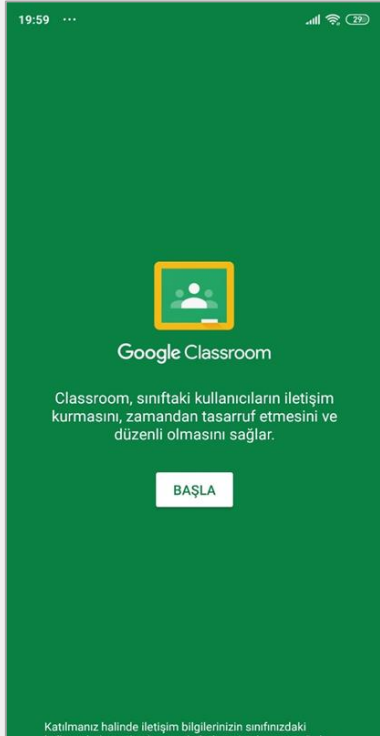 19:59 ...
29
Google Classroom
Classroom, sınıftaki kullanıcıların iletişim
kurmasını, zamandan tasarruf etmesini ve
düzenli olmasını sağlar.
BAŞLA
Katılmanız halinde iletişim bilgilerinizin sınıfınızdaki